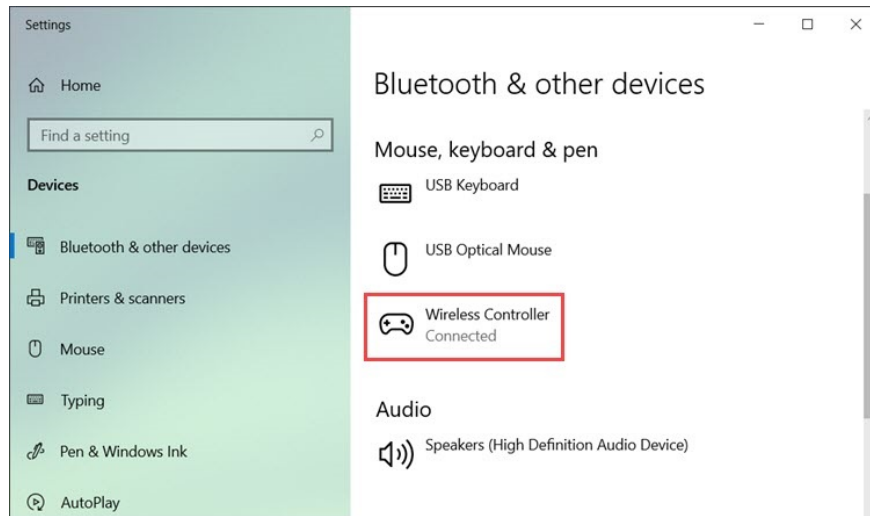 Settings
Home
Find a setting
Devices
Bluetooth & other devices
Printers & scanners
Mouse
Typing
Pen & Windows Ink
AutoPlay
Bluetooth & other devices
Mouse, keyboard & pen
USB Keyboard
USB Optical Mouse
Wireless Controller
Connected
Audio
Speakers (High Definition Audio Device)